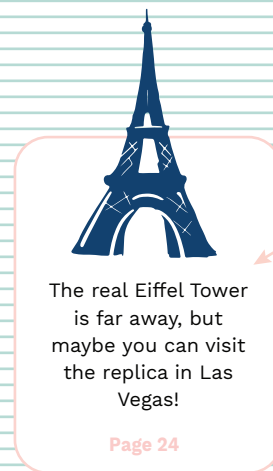 The real Eiffel Tower
is far away, but
maybe you can visit
the replica in Las
Vegas!
Page 24